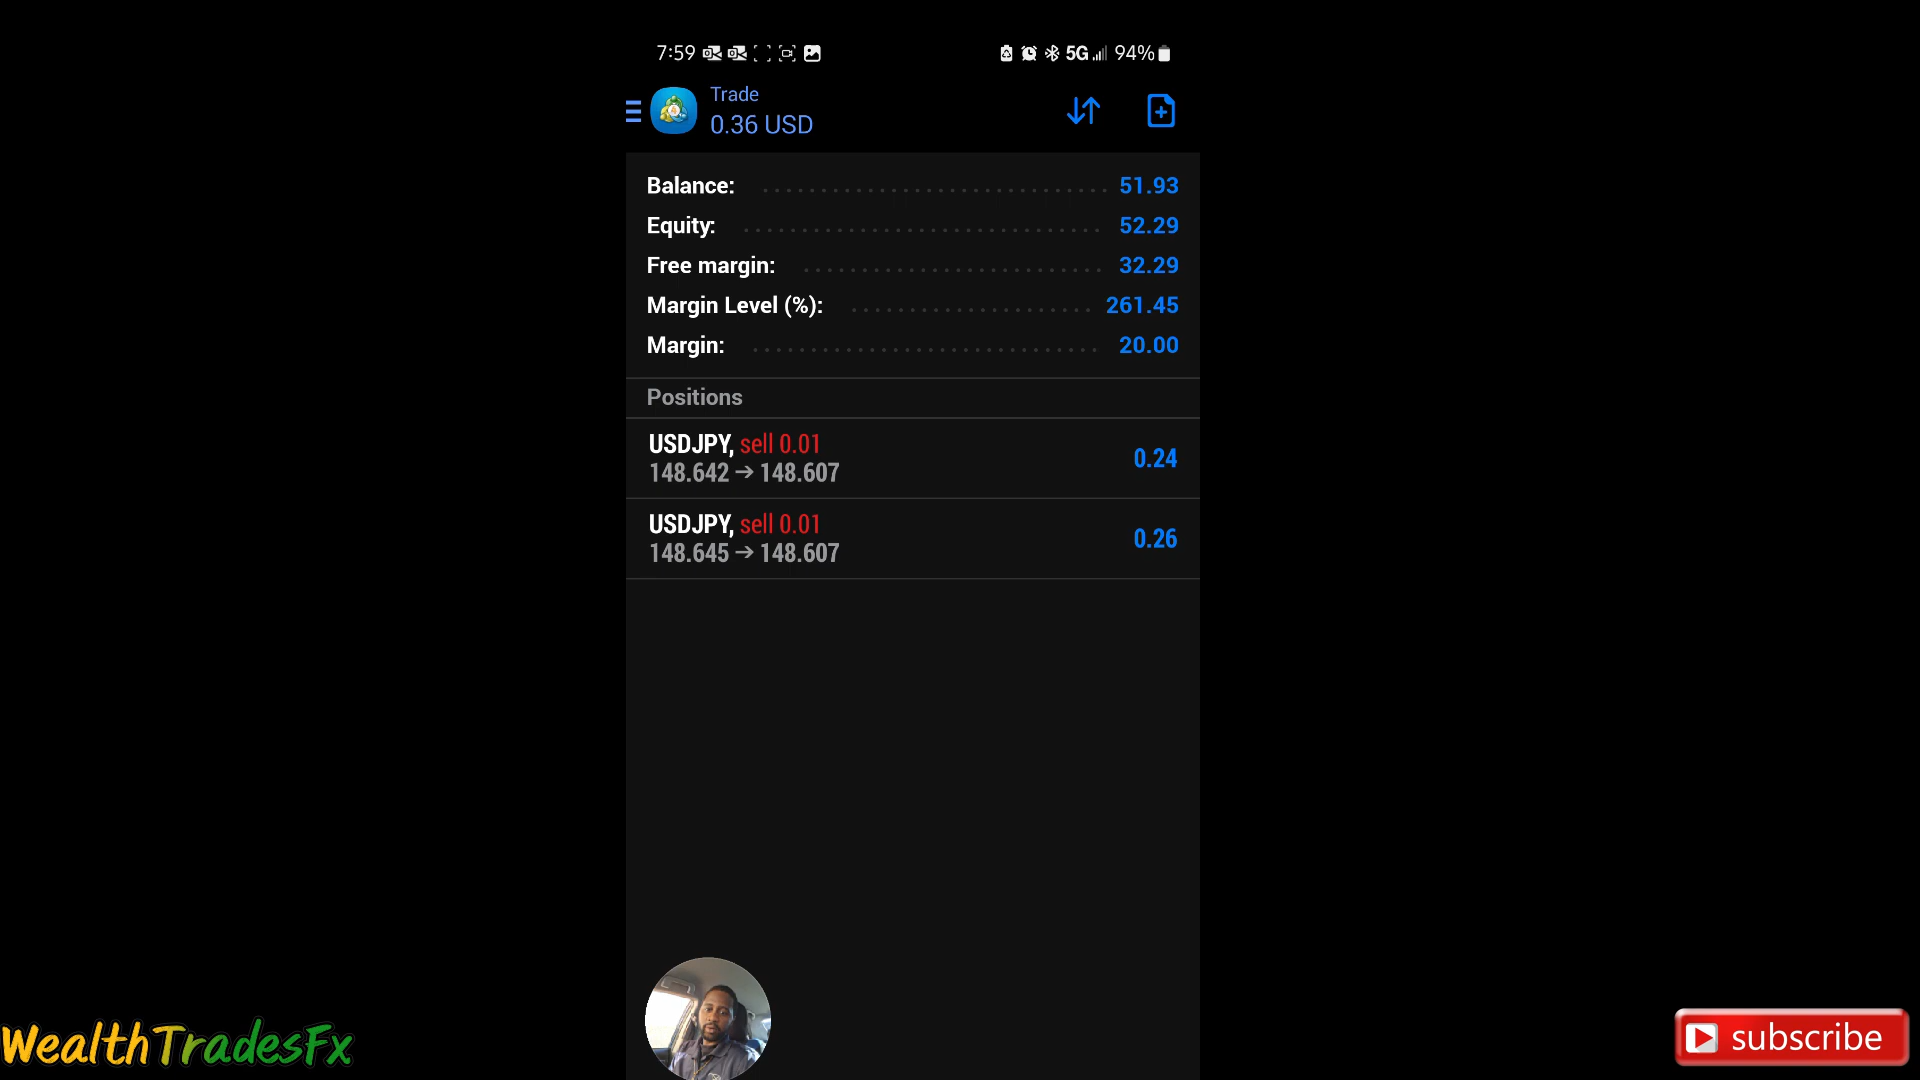 7:59 5G 94%
Trade
0.36 USD
Balance: 51.93
Equity: 52.29
Free margin: 32.29
Margin Level (%): 261.45
Margin: 20.00
Positions
USDJPY, sell 0.01
148.642 → 148.607 0.24
USDJPY, sell 0.01
148.645 → 148.607 0.26
WealthTradesFx
subscribe